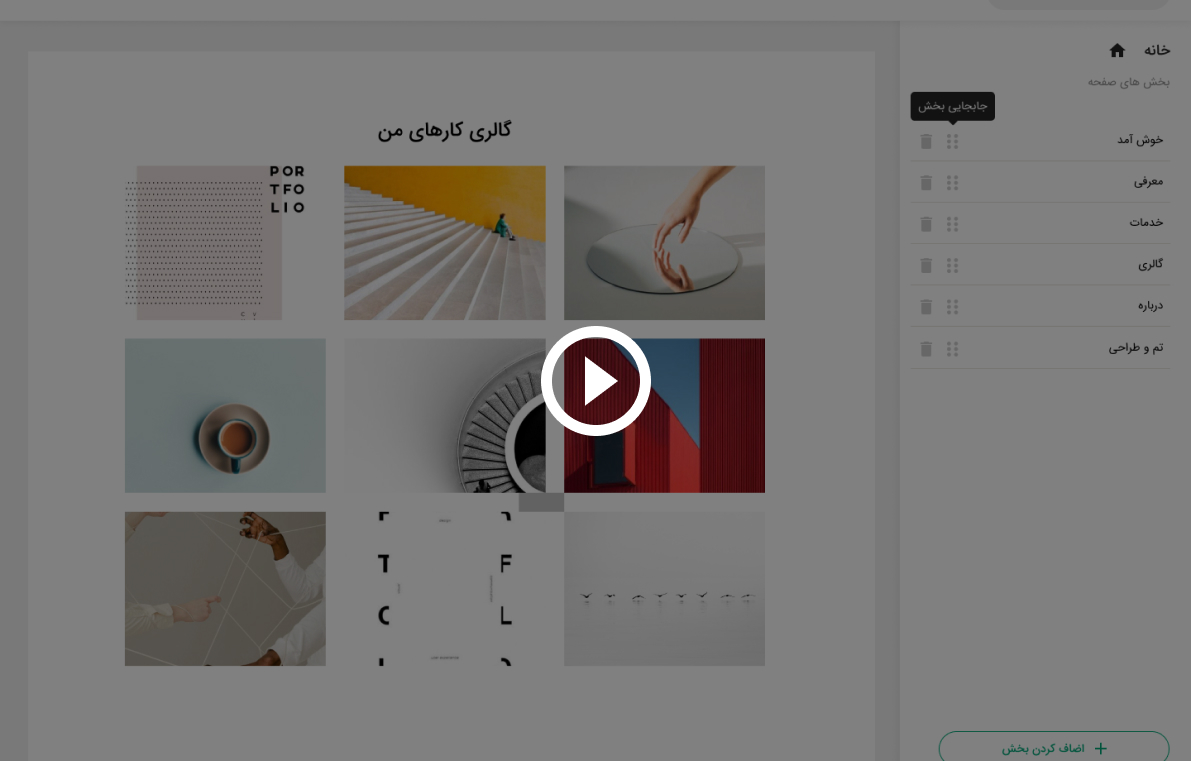 خانه
بخش های صفحه
جابجایی بخش
خوش آمد
معرفی
خدمات
گالری
درباره
تم و طراحی
اضاف کردن بخش
گالری کارهای من
POR
TFO
LIO
T F
L